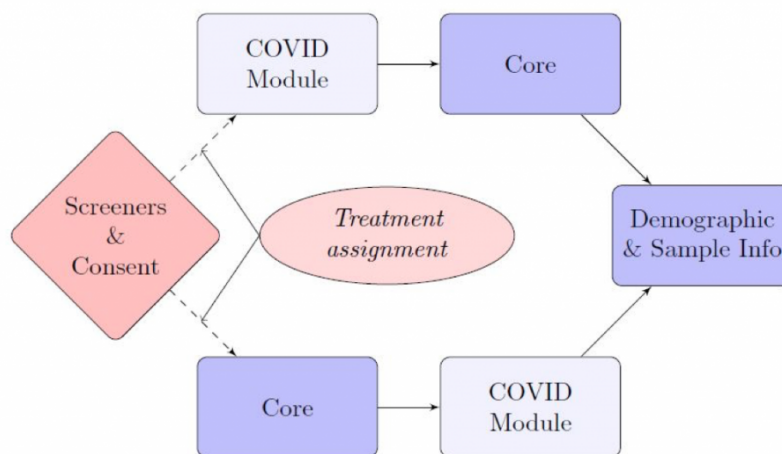 COVID
Module
Core
Screeners
&
Consent
Treatment
assignment
Demographic
& Sample Info
Core
COVID
Module